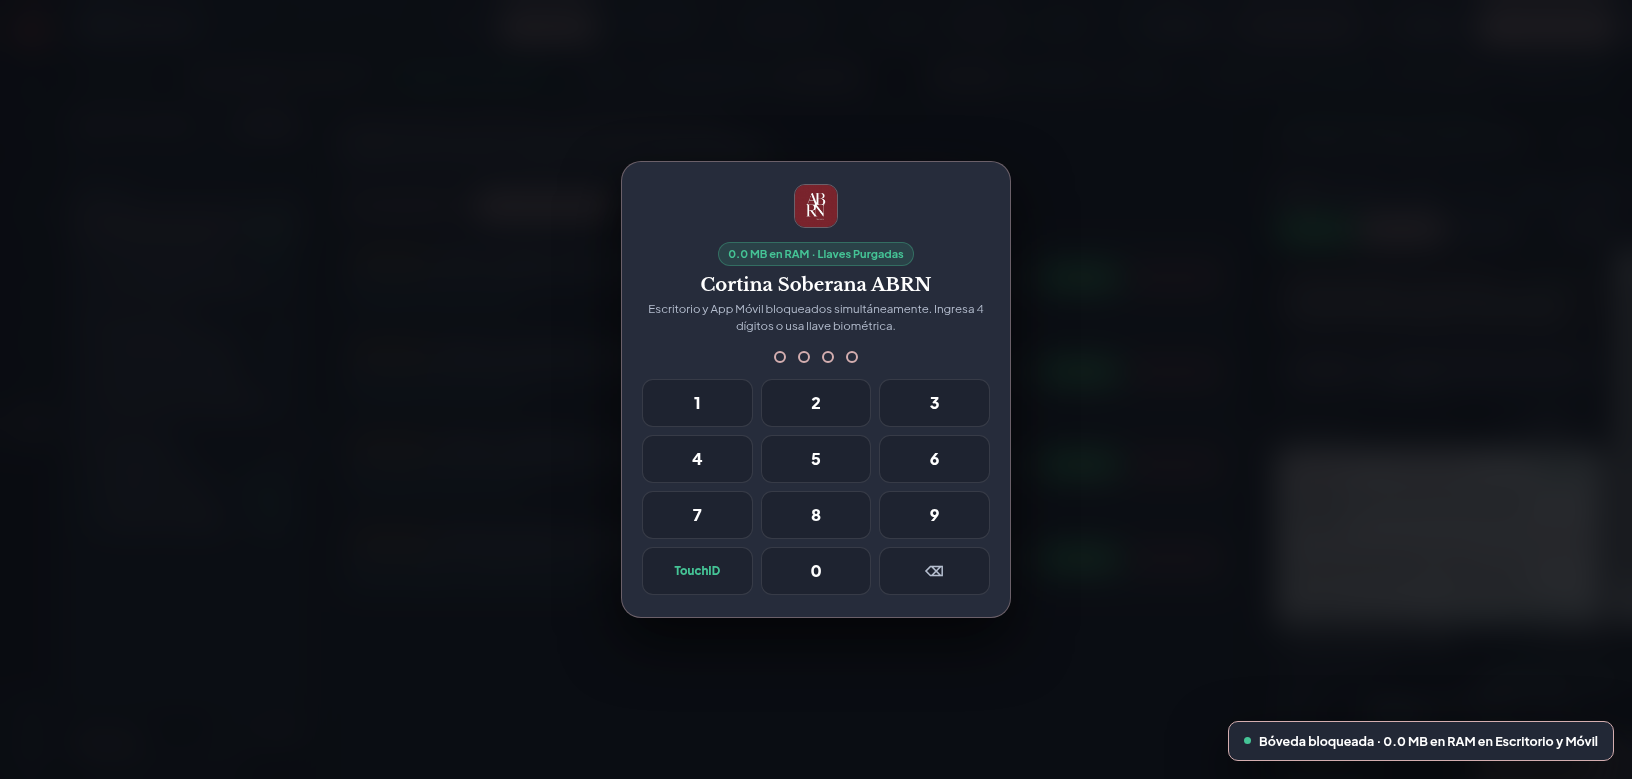 ABRN
0.0 MB en RAM · Llaves Purgadas
Cortina Soberana ABRN
Escritorio y App Móvil bloqueados simultáneamente. Ingresa 4
dígitos o usa llave biométrica.
1 2 3
4 5 6
7 8 9
TouchID 0 ⌫
Bóveda bloqueada · 0.0 MB en RAM en Escritorio y Móvil